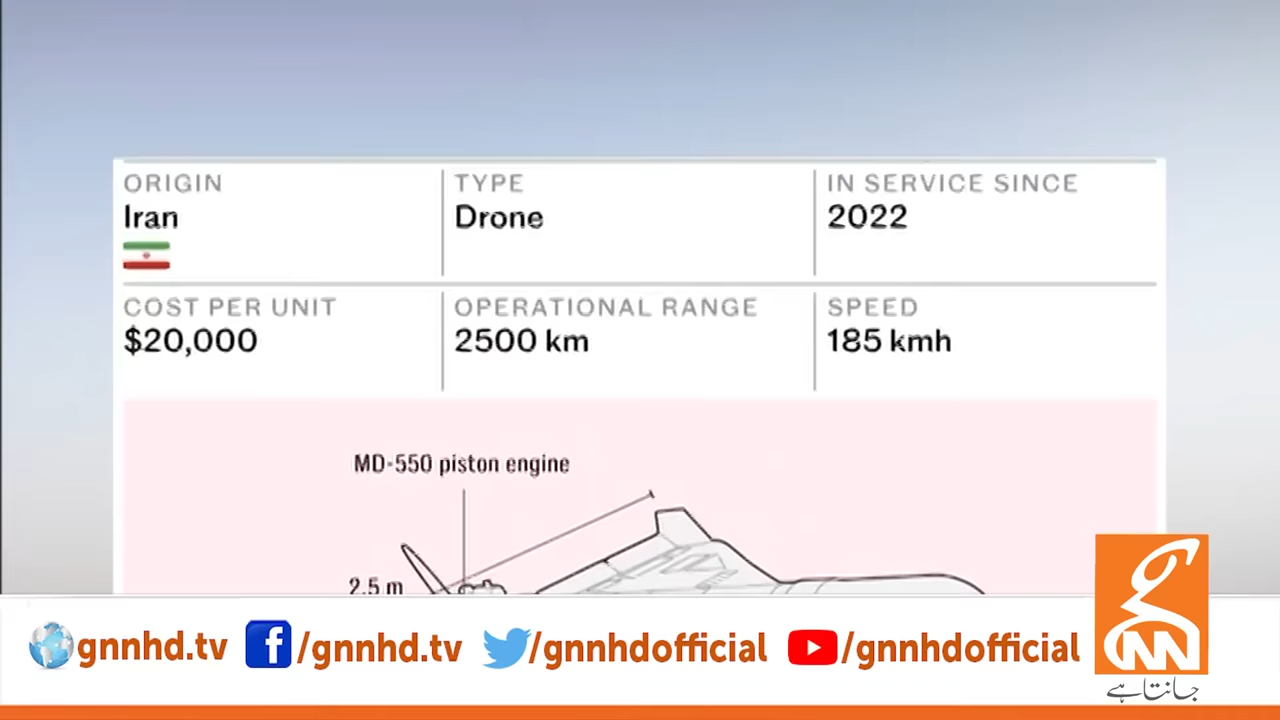 ORIGIN
Iran
TYPE
Drone
IN SERVICE SINCE
2022
COST PER UNIT
$20,000
OPERATIONAL RANGE
2500 km
SPEED
185 kmh
MD-550 piston engine
2.5 m
gnnhd.tv
/gnnhd.tv
/gnnhdofficial
/gnnhdofficial
GNN
جانتا ہے